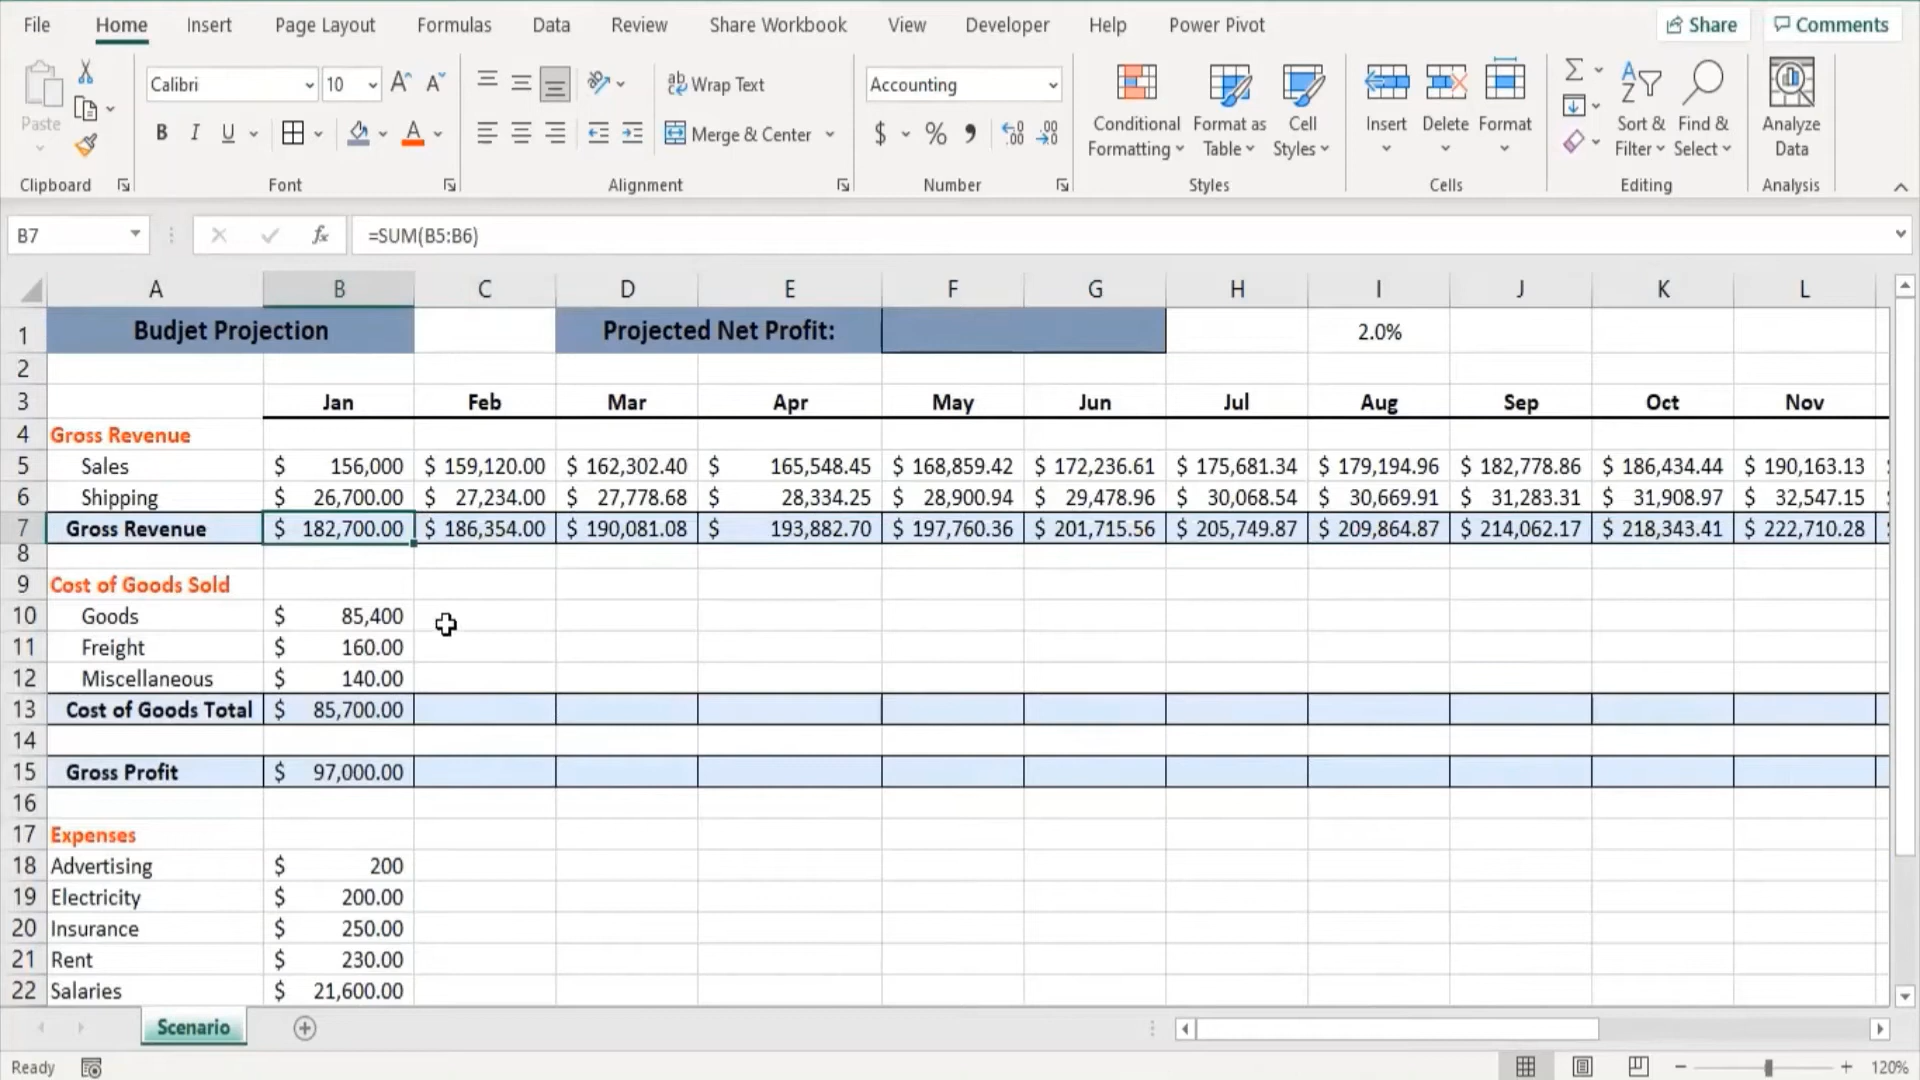 File Home Insert Page Layout Formulas Data Review Share Workbook View Developer Help Power Pivot Share Comments
Paste Calibri 10 B I U Wrap Text Merge & Center Accounting $ % Conditional Formatting Format as Table Cell Styles Insert Delete Format Sort & Filter Find & Select Analyze Data
Clipboard Font Alignment Number Styles Cells Editing Analysis
B7 fx =SUM(B5:B6)
A B C D E F G H I J K L
1 Budjet Projection Projected Net Profit: 2.0%
2
3 Jan Feb Mar Apr May Jun Jul Aug Sep Oct Nov
4 Gross Revenue
5 Sales $ 156,000 $ 159,120.00 $ 162,302.40 $ 165,548.45 $ 168,859.42 $ 172,236.61 $ 175,681.34 $ 179,194.96 $ 182,778.86 $ 186,434.44 $ 190,163.13
6 Shipping $ 26,700.00 $ 27,234.00 $ 27,778.68 $ 28,334.25 $ 28,900.94 $ 29,478.96 $ 30,068.54 $ 30,669.91 $ 31,283.31 $ 31,908.97 $ 32,547.15
7 Gross Revenue $ 182,700.00 $ 186,354.00 $ 190,081.08 $ 193,882.70 $ 197,760.36 $ 201,715.56 $ 205,749.87 $ 209,864.87 $ 214,062.17 $ 218,343.41 $ 222,710.28
8
9 Cost of Goods Sold
10 Goods $ 85,400
11 Freight $ 160.00
12 Miscellaneous $ 140.00
13 Cost of Goods Total $ 85,700.00
14
15 Gross Profit $ 97,000.00
16
17 Expenses
18 Advertising $ 200
19 Electricity $ 200.00
20 Insurance $ 250.00
21 Rent $ 230.00
22 Salaries $ 21,600.00
Scenario
Ready 120%